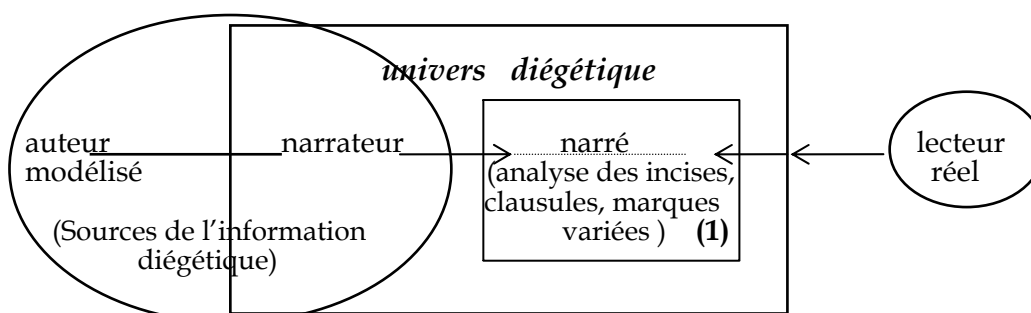 univers diégétique
auteur narrateur narré lecteur
modélisé (analyse des incises, réel
clausules, marques
(Sources de l'information variées ) (1)
diégétique)